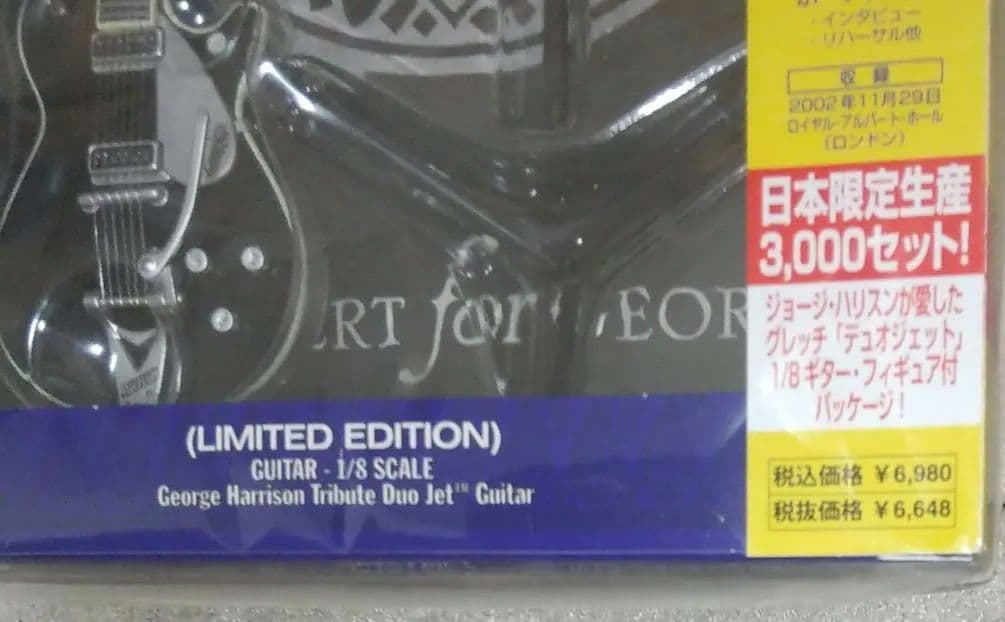 ・インタビュー
・リハーサル他
収録
2002年11月29日
ロイヤル・アルバート・ホール
(ロンドン)
日本限定生産
3,000セット!
ジョージ・ハリスンが愛した
グレッチ「デュオジェット」
1/8ギター・フィギュア付
パッケージ!
税込価格 ¥6,980
税抜価格 ¥6,648
RT for GEOR
(LIMITED EDITION)
GUITAR - 1/8 SCALE
George Harrison Tribute Duo Jet™ Guitar